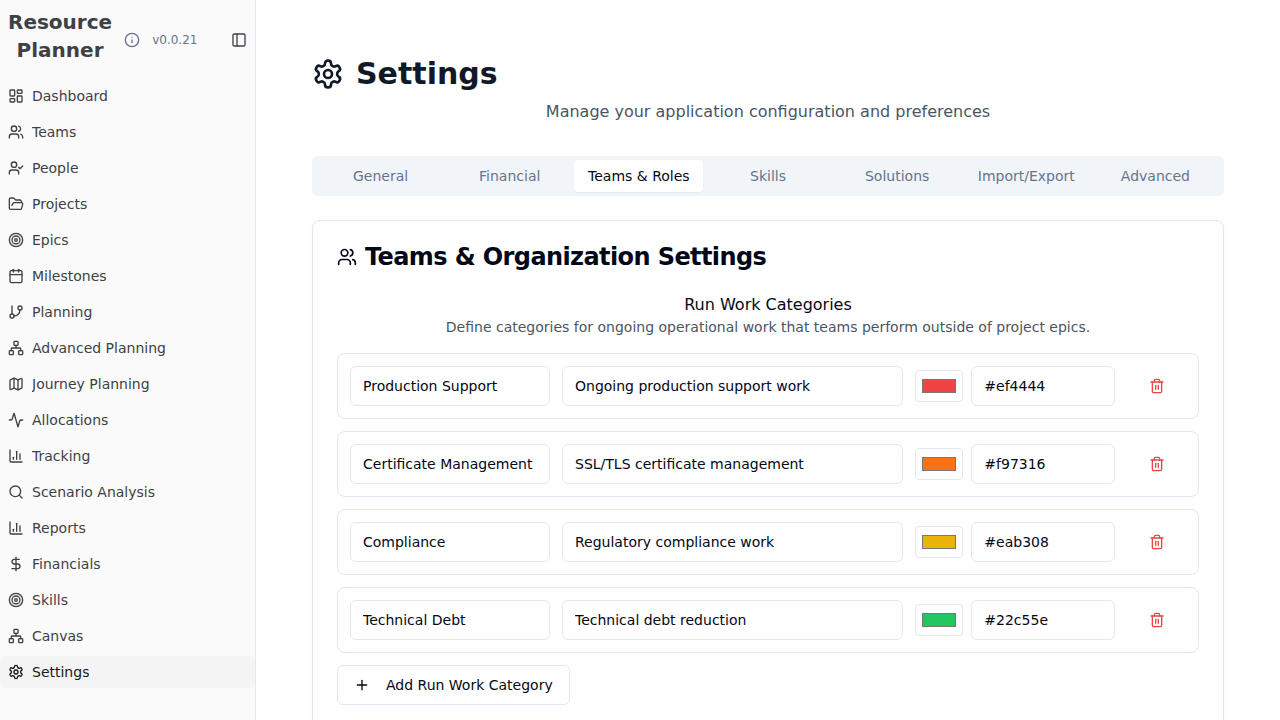 Resource
Planner
v0.0.21
Dashboard
Teams
People
Projects
Epics
Milestones
Planning
Advanced Planning
Journey Planning
Allocations
Tracking
Scenario Analysis
Reports
Financials
Skills
Canvas
Settings
Settings
Manage your application configuration and preferences
General Financial Teams & Roles Skills Solutions Import/Export Advanced
Teams & Organization Settings
Run Work Categories
Define categories for ongoing operational work that teams perform outside of project epics.
Production Support Ongoing production support work #ef4444
Certificate Management SSL/TLS certificate management #f97316
Compliance Regulatory compliance work #eab308
Technical Debt Technical debt reduction #22c55e
Add Run Work Category